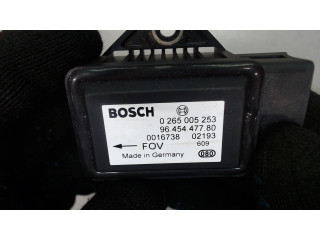 BOSCH
0 265 005 253
96.454 477.80
0016738 02193
FOV 609
Made in Germany